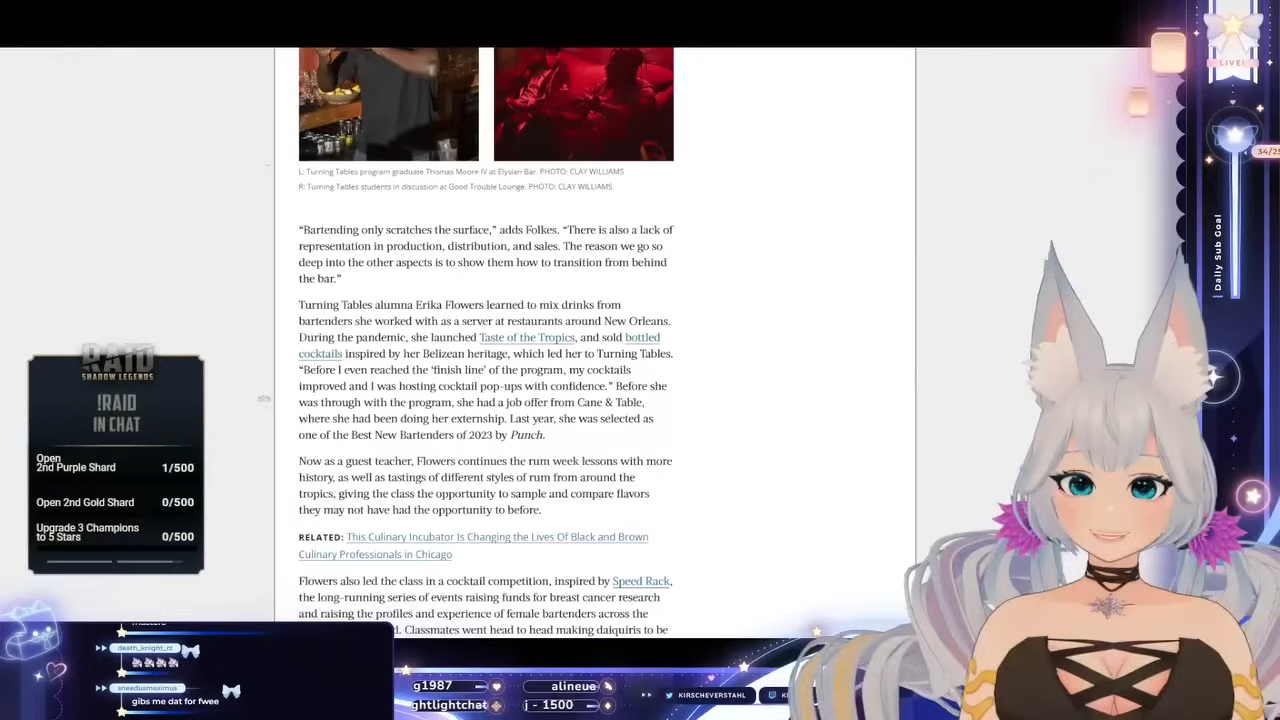 L: Turning Tables program graduate Thomas Moore IV at Elysian Bar. PHOTO: CLAY WILLIAMS
R: Turning Tables students in discussion at Good Trouble Lounge. PHOTO: CLAY WILLIAMS
“Bartending only scratches the surface,” adds Folkes. “There is also a lack of
representation in production, distribution, and sales. The reason we go so
deep into the other aspects is to show them how to transition from behind
the bar.”
Turning Tables alumna Erika Flowers learned to mix drinks from
bartenders she worked with as a server at restaurants around New Orleans.
During the pandemic, she launched Taste of the Tropics, and sold bottled
cocktails inspired by her Belizean heritage, which led her to Turning Tables.
“Before I even reached the ‘finish line’ of the program, my cocktails
improved and I was hosting cocktail pop-ups with confidence.” Before she
was through with the program, she had a job offer from Cane & Table,
where she had been doing her externship. Last year, she was selected as
one of the Best New Bartenders of 2023 by Punch.
Now as a guest teacher, Flowers continues the rum week lessons with more
history, as well as tastings of different styles of rum from around the
tropics, giving the class the opportunity to sample and compare flavors
they may not have had the opportunity to before.
RELATED: This Culinary Incubator Is Changing the Lives Of Black and Brown
Culinary Professionals in Chicago
Flowers also led the class in a cocktail competition, inspired by Speed Rack,
the long-running series of events raising funds for breast cancer research
and raising the profiles and experience of female bartenders across the
d. Classmates went head to head making daiquiris to be
RAID
SHADOW LEGENDS
!RAID
IN CHAT
Open
2nd Purple Shard 1/500
Open 2nd Gold Shard 0/500
Upgrade 3 Champions
to 5 Stars 0/500
LIVE!
34/25
Daily Sub Goal
death_knight_rz
sneedusmaximus
gibs me dat for fwee
g1987
alineua
ghtlightchat
j - 1500
KIRSCHEVERSTAHL
KI